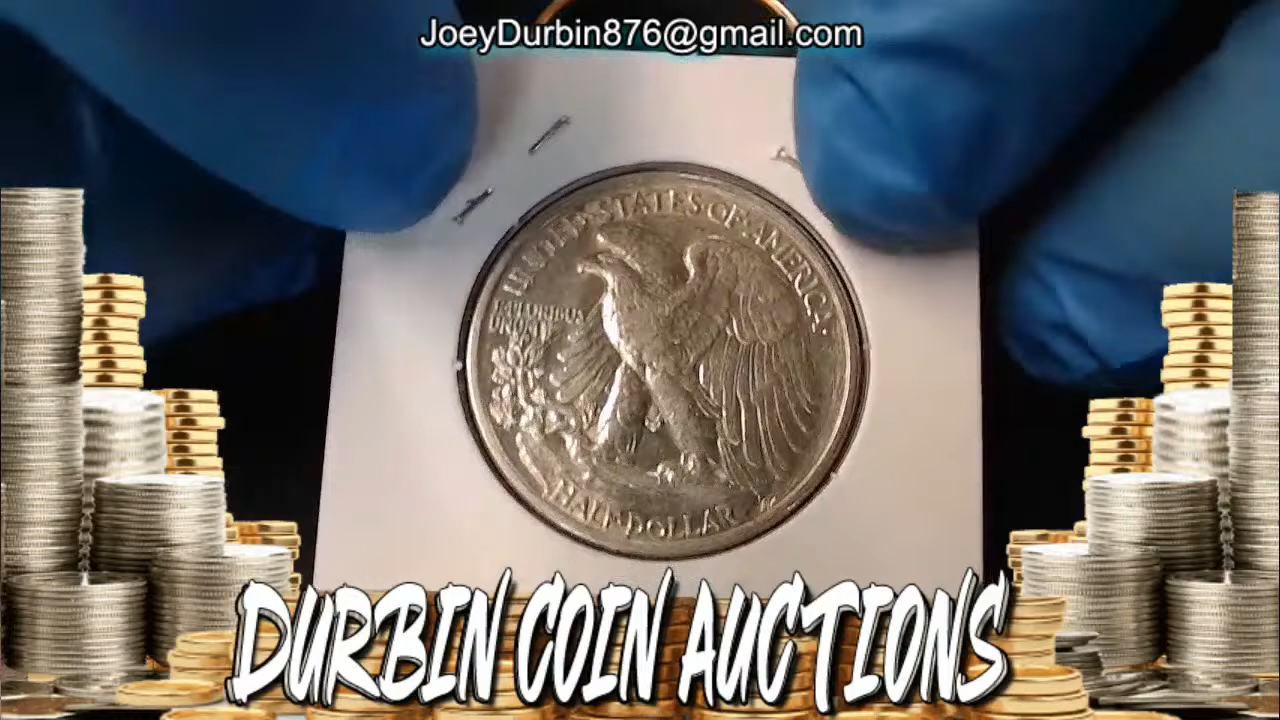 JoeyDurbin876@gmail.com
UNITED STATES OF AMERICA
E PLURIBUS
UNUM
HALF DOLLAR
DURBIN COIN AUCTIONS